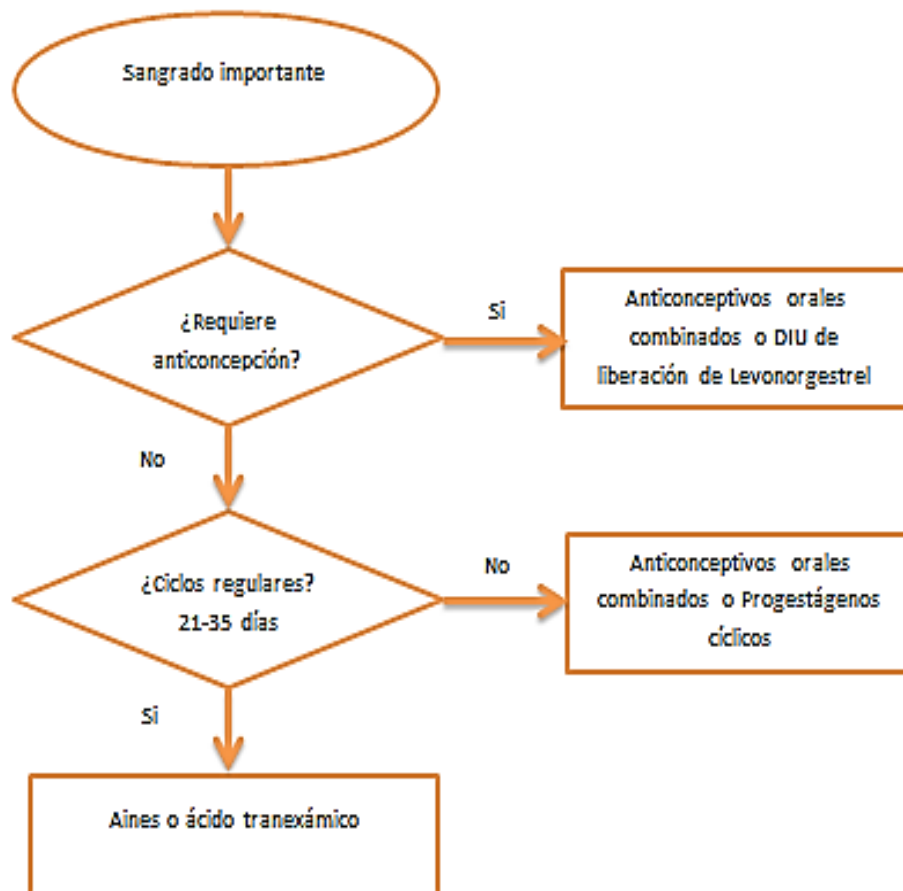 Sangrado importante
¿Requiere
anticoncepción?
Si
Anticonceptivos orales
combinados o DIU de
liberación de Levonorgestrel
No
¿Ciclos regulares?
21-35 días
No
Anticonceptivos orales
combinados o Progestágenos
cíclicos
Si
Aines o ácido tranexámico